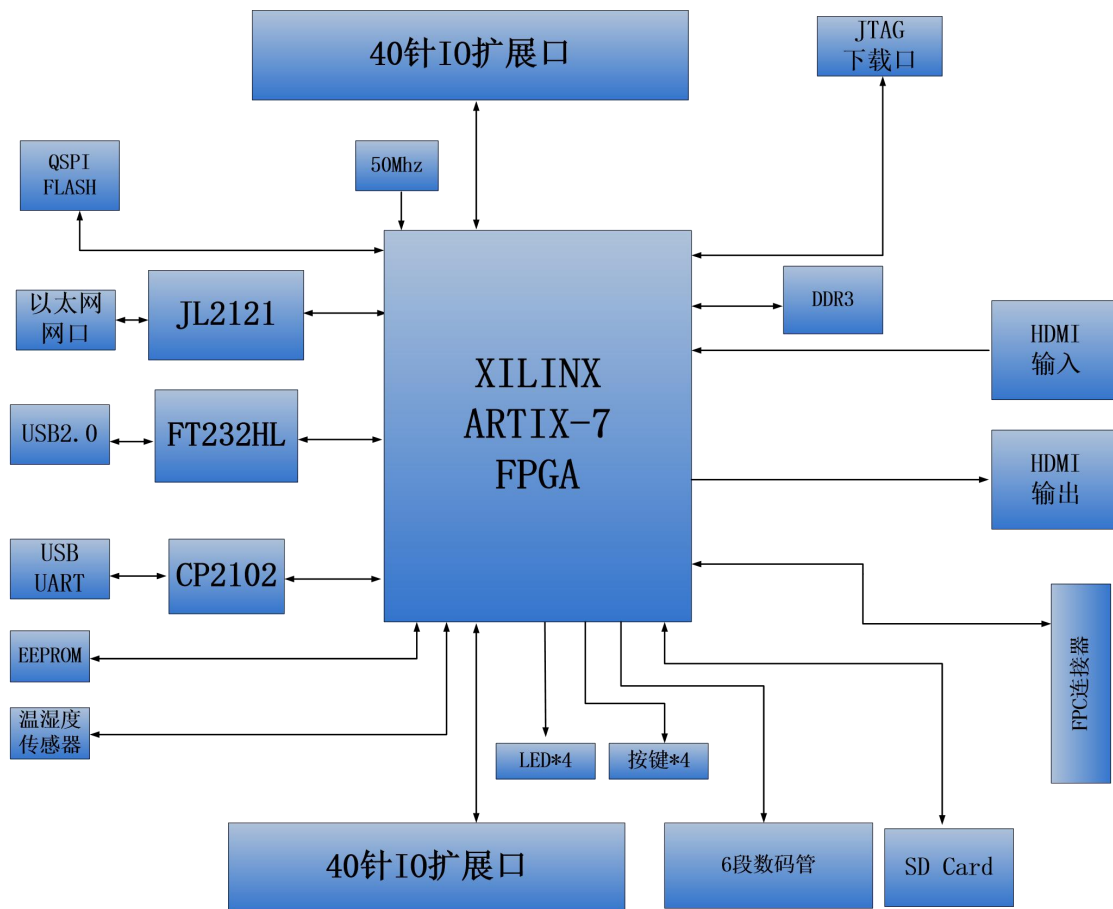 40针IO扩展口
JTAG
下载口
QSPI
FLASH
50Mhz
以太网
网口
JL2121
DDR3
HDMI
输入
XILINX
ARTIX-7
FPGA
USB2.0
FT232HL
HDMI
输出
USB
UART
CP2102
EEPROM
FPC连接器
温湿度
传感器
LED*4
按键*4
40针IO扩展口
6段数码管
SD Card